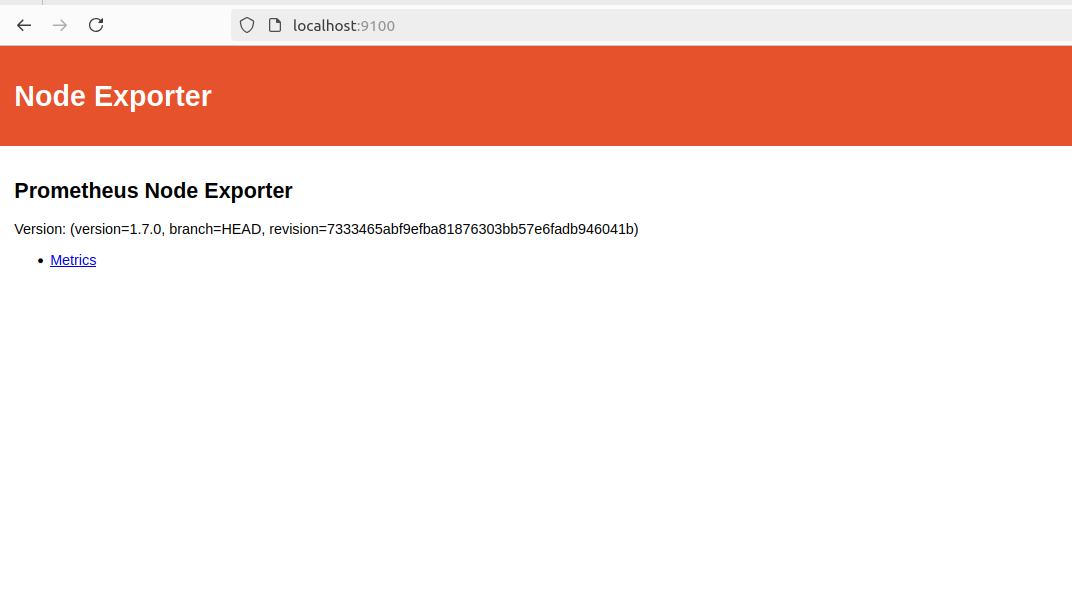 localhost:9100
Node Exporter
Prometheus Node Exporter
Version: (version=1.7.0, branch=HEAD, revision=7333465abf9efba81876303bb57e6fadb946041b)
Metrics